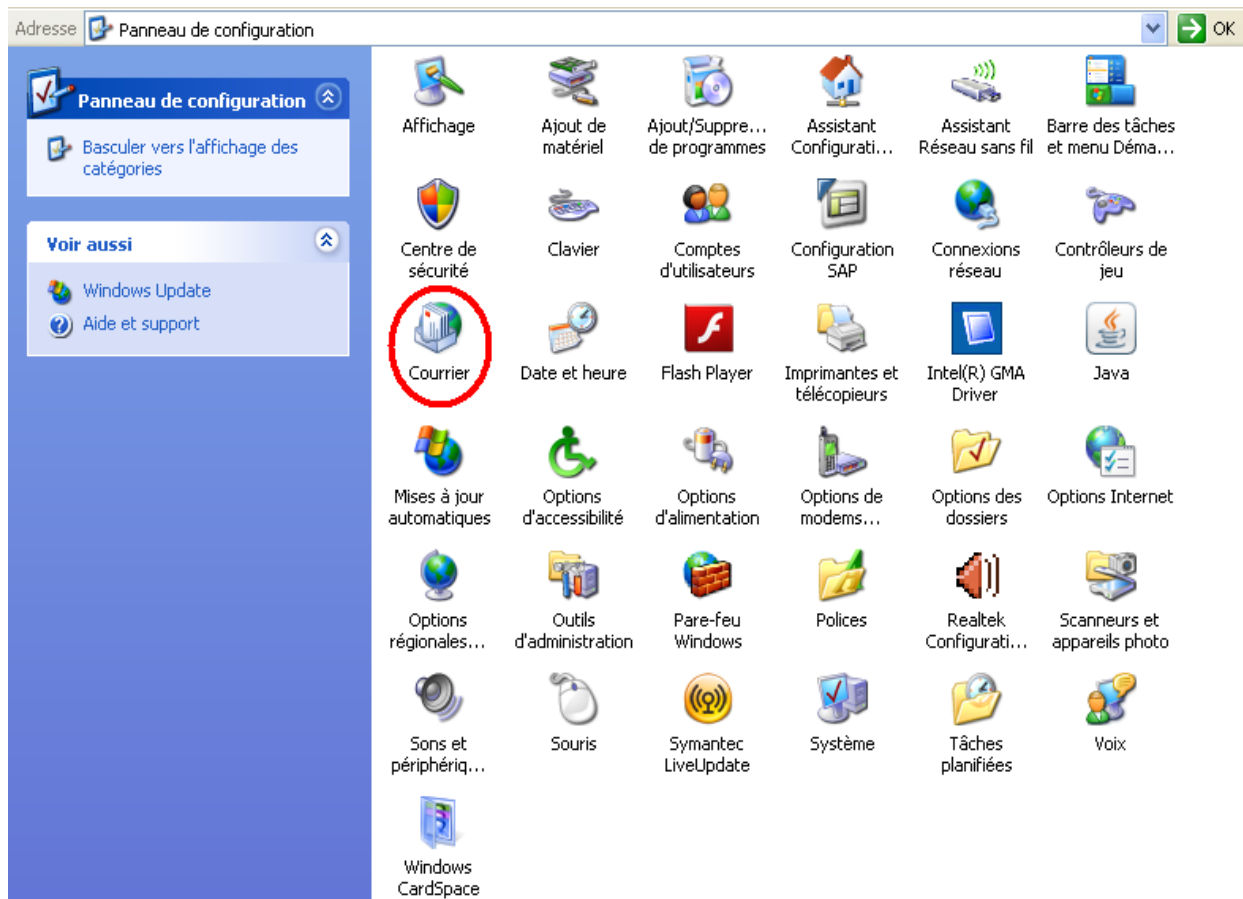 Adresse Panneau de configuration OK
Panneau de configuration
Basculer vers l'affichage des
catégories
Voir aussi
Windows Update
Aide et support
Affichage
Ajout de
matériel
Ajout/Suppre...
de programmes
Assistant
Configurati...
Assistant
Réseau sans fil
Barre des tâches
et menu Déma...
Centre de
sécurité
Clavier
Comptes
d'utilisateurs
Configuration
SAP
Connexions
réseau
Contrôleurs de
jeu
Courrier
Date et heure
Flash Player
Imprimantes et
télécopieurs
Intel(R) GMA
Driver
Java
Mises à jour
automatiques
Options
d'accessibilité
Options
d'alimentation
Options de
modems...
Options des
dossiers
Options Internet
Options
régionales...
Outils
d'administration
Pare-feu
Windows
Polices
Realtek
Configurati...
Scanneurs et
appareils photo
Sons et
périphériq...
Souris
Symantec
LiveUpdate
Système
Tâches
planifiées
Voix
Windows
CardSpace